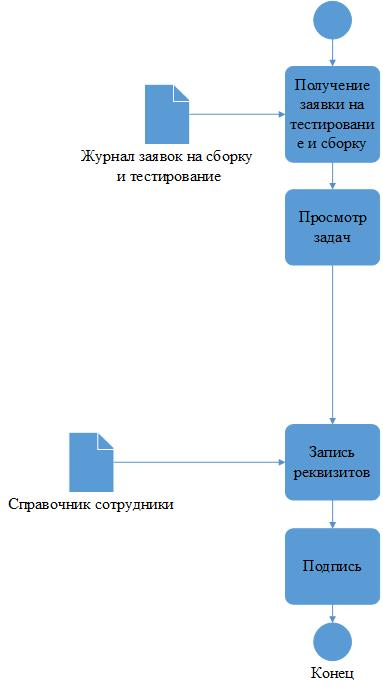 Получение
заявки на
тестировани
е и сборку
Журнал заявок на сборку
и тестирование
Просмотр
задач
Запись
реквизитов
Справочник сотрудники
Подпись
Конец